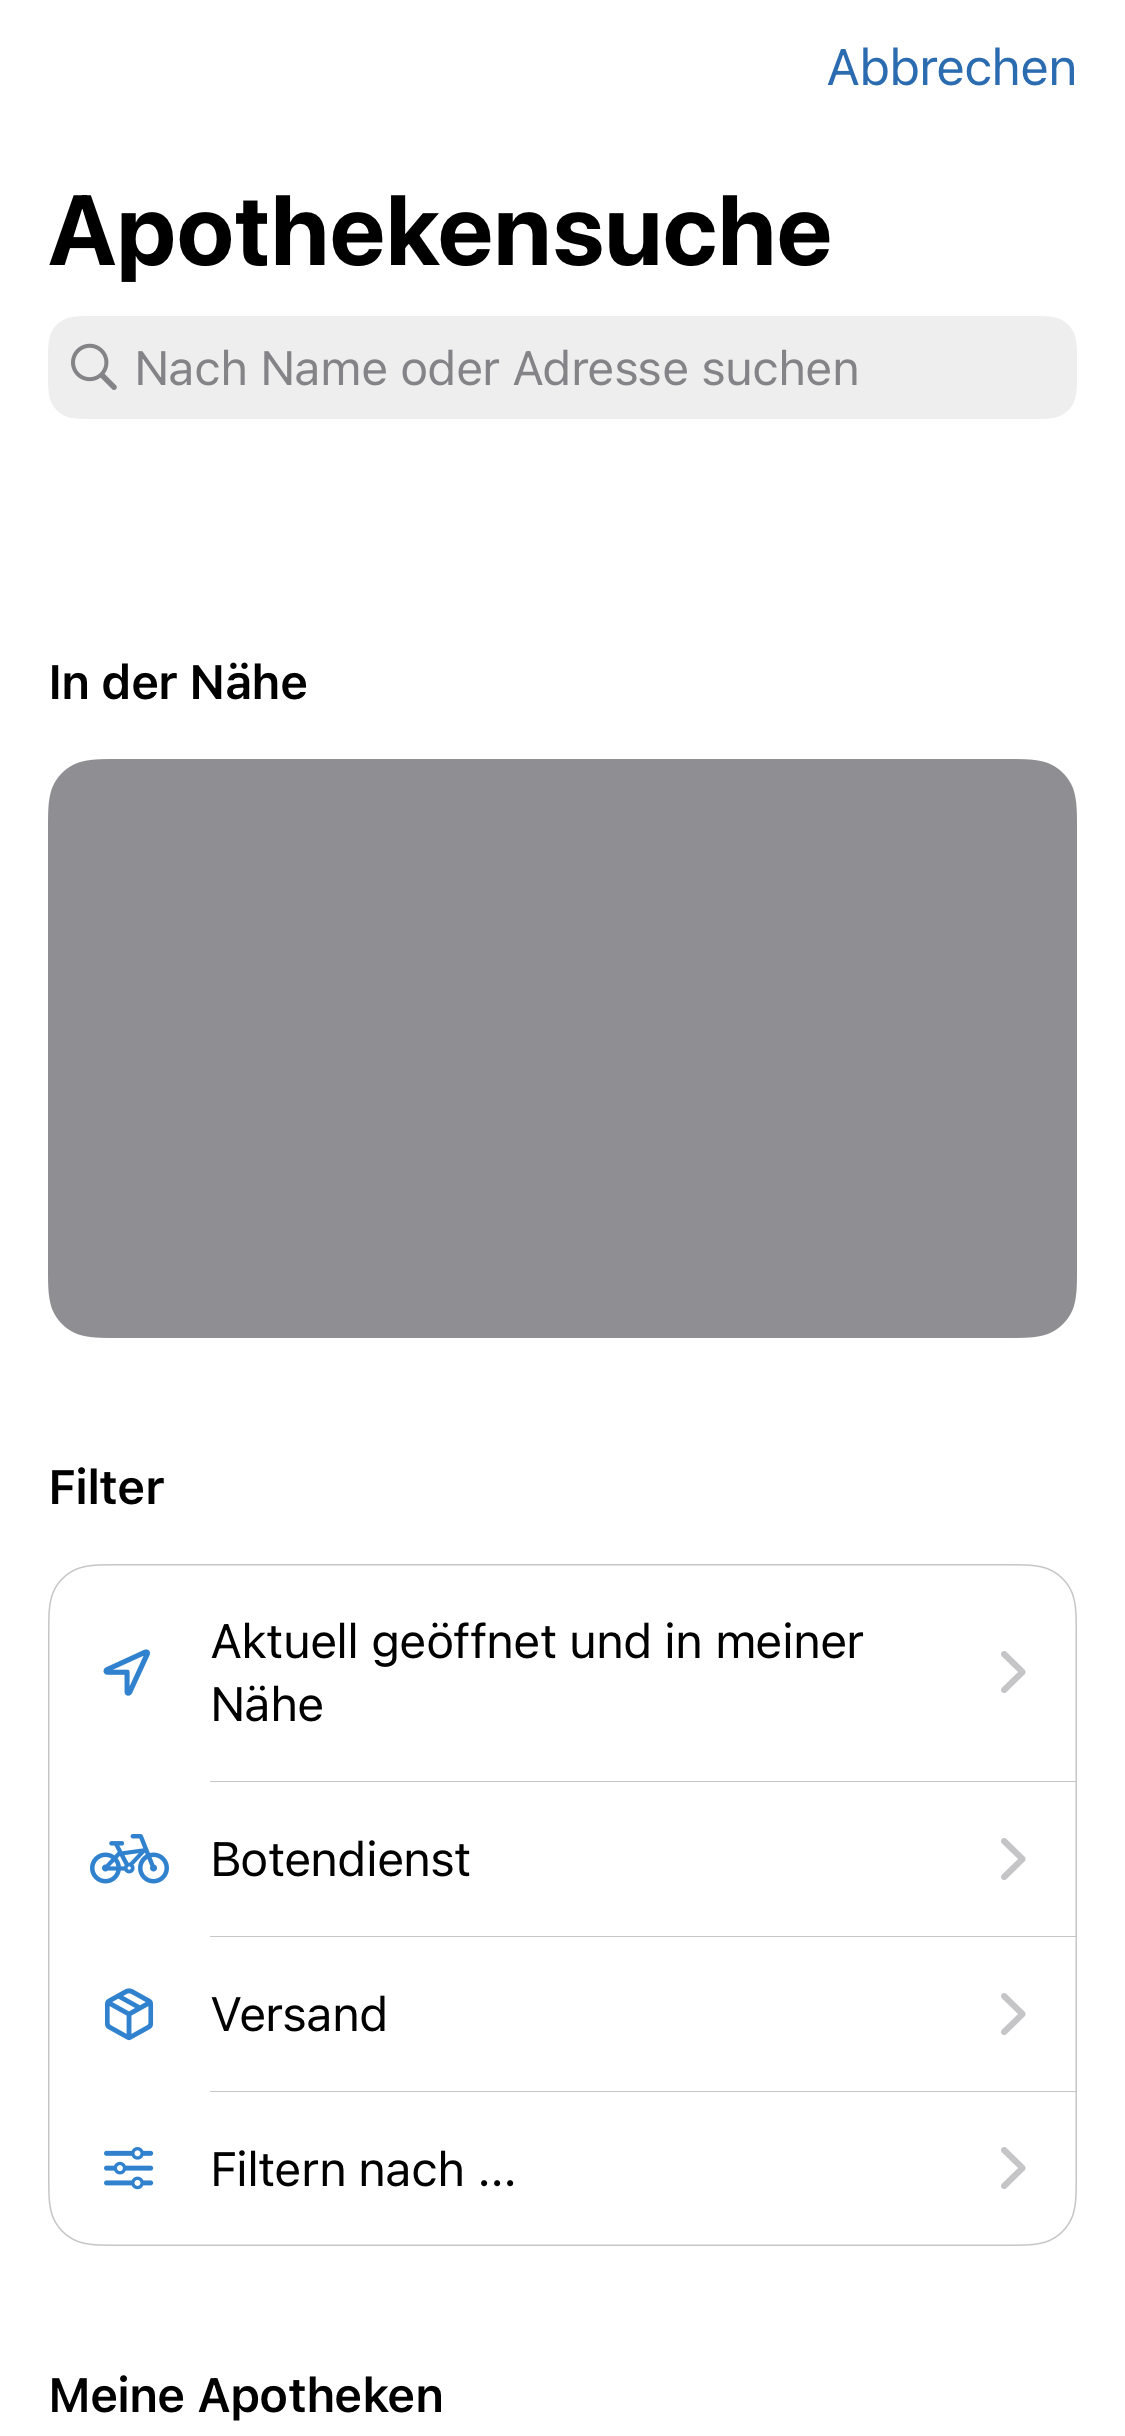 Abbrechen
Apothekensuche
Nach Name oder Adresse suchen
In der Nähe
Filter
Aktuell geöffnet und in meiner
Nähe
Botendienst
Versand
Filtern nach ...
Meine Apotheken